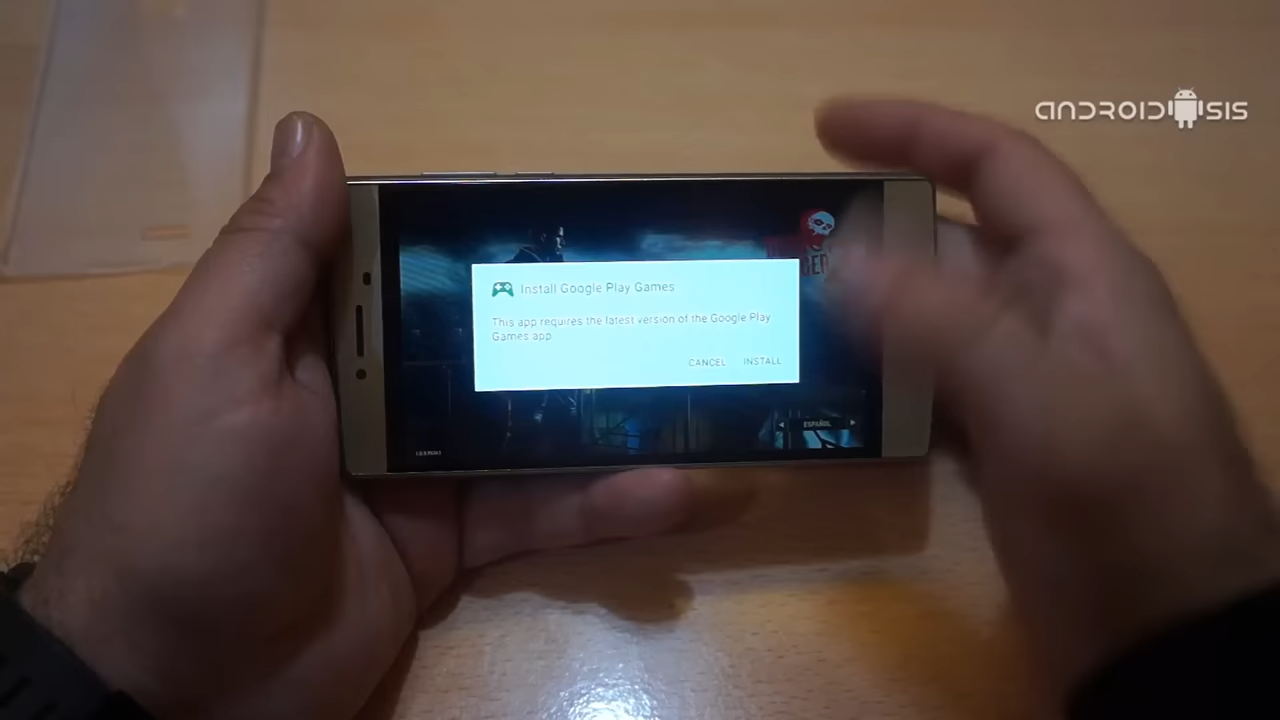 ANDROIDSIS
Install Google Play Games
This app requires the latest version of the Google Play
Games app
CANCEL INSTALL
ESPAÑOL